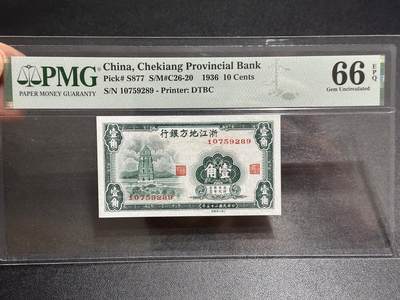 PMG
PAPER MONEY GUARANTY
China, Chekiang Provincial Bank
Pick# S877 S/M#C26-20 1936 10 Cents
S/N 10759289 - Printer: DTBC
66 EPQ
Gem Uncirculated
行銀方地江浙
壹角
10759289
角壹
壹角
10759289